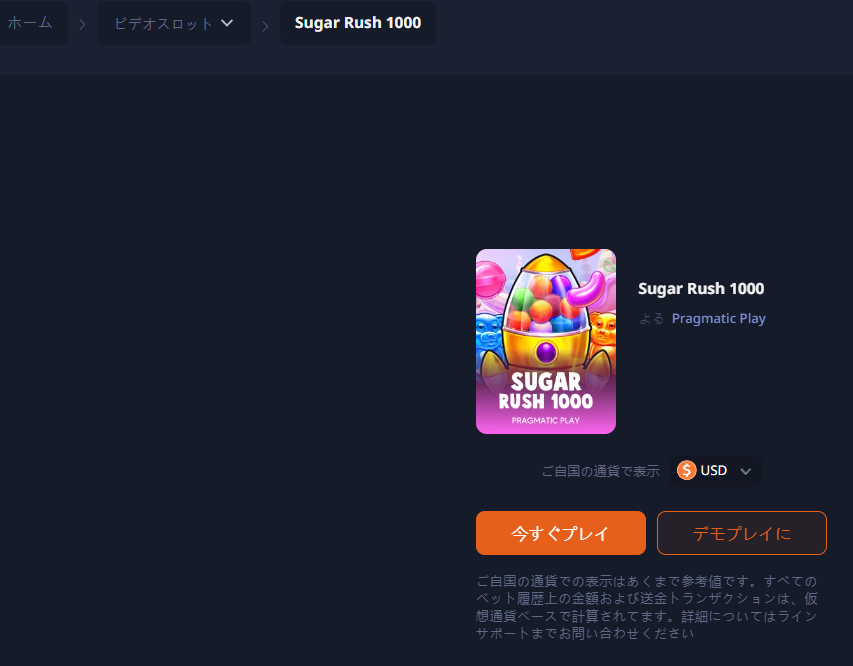 ホーム
ビデオスロット
Sugar Rush 1000
SUGAR
RUSH 1000
PRAGMATIC PLAY
Sugar Rush 1000
よる Pragmatic Play
ご自国の通貨で表示 $ USD
今すぐプレイ
デモプレイに
ご自国の通貨での表示はあくまで参考値です。すべての
ベット履歴上の金額および送金トランザクションは、仮
想通貨ベースで計算されてます。詳細についてはライン
サポートまでお問い合わせください